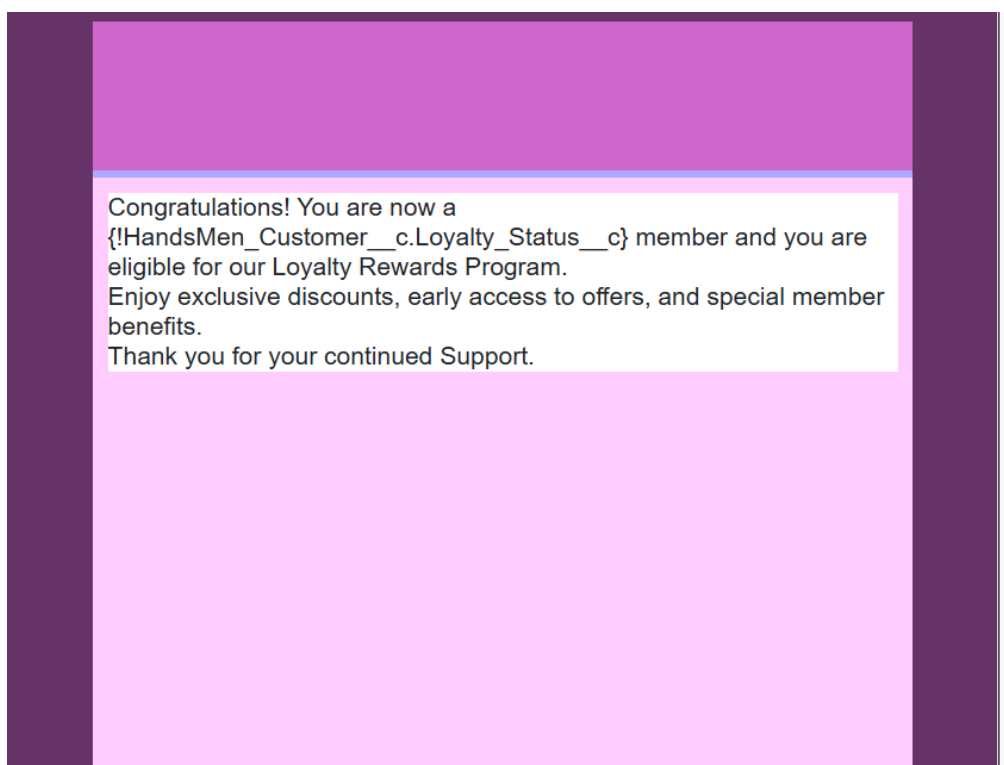 Congratulations! You are now a
{!HandsMen_Customer__c.Loyalty_Status__c} member and you are
eligible for our Loyalty Rewards Program.
Enjoy exclusive discounts, early access to offers, and special member
benefits.
Thank you for your continued Support.